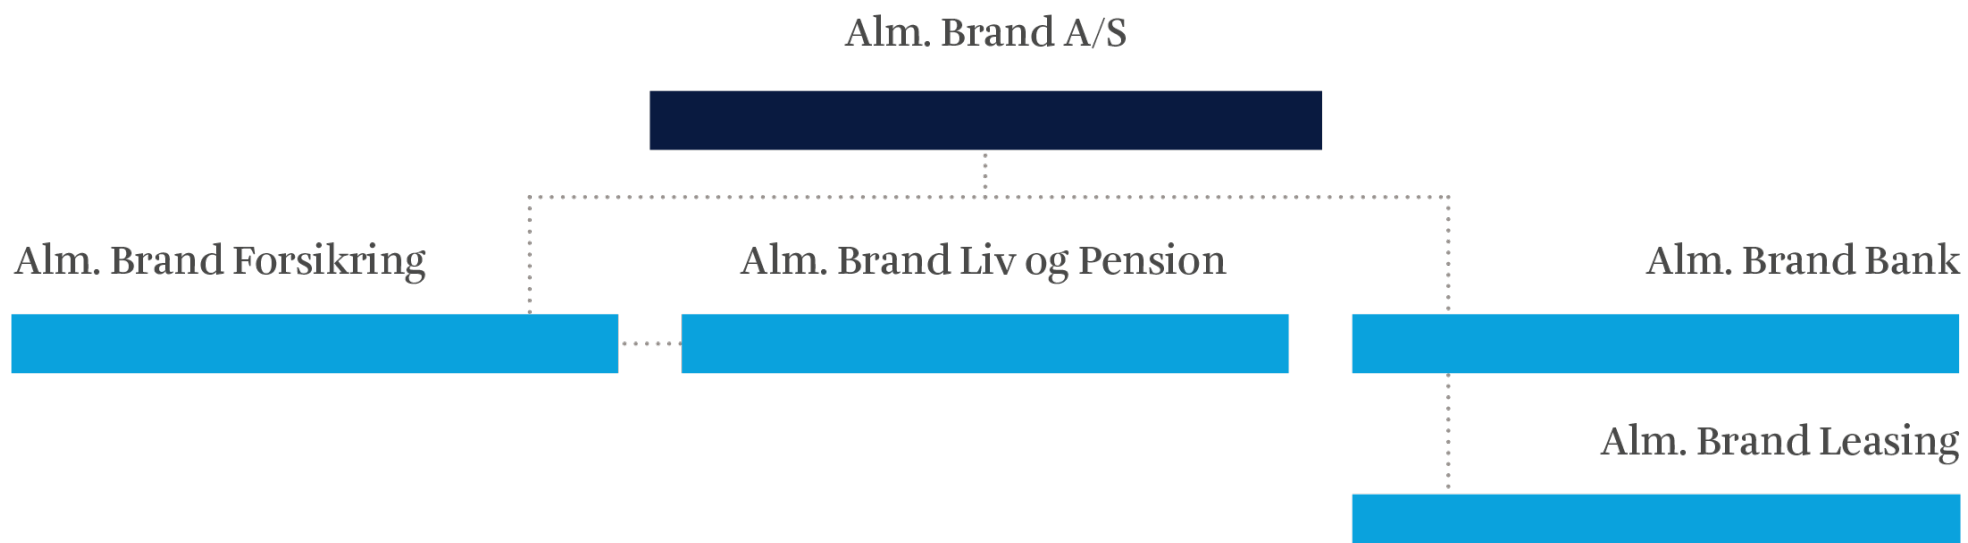 Alm. Brand A/S
Alm. Brand Forsikring
Alm. Brand Liv og Pension
Alm. Brand Bank
Alm. Brand Leasing